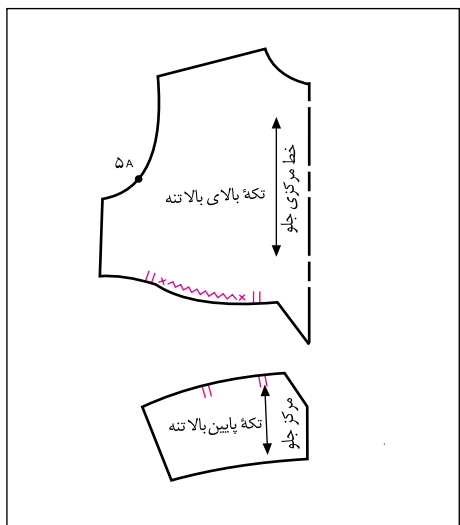 ۵A
تکهٔ بالای بالاتنه
خط مرکزی جلو
تکهٔ پایین بالاتنه
مرکز جلو